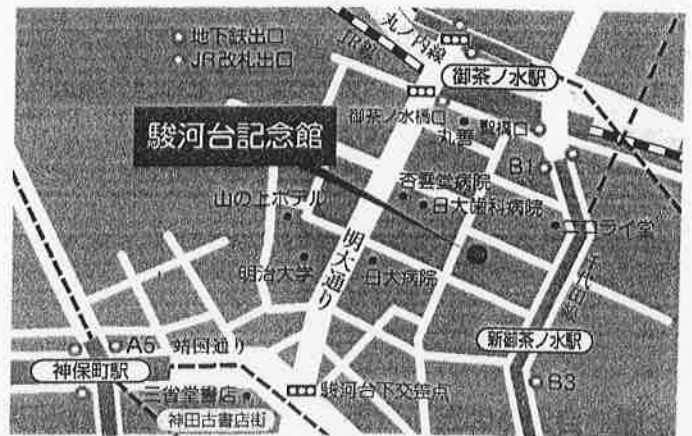 地下鉄出口
JR改札出口
丸ノ内線
JR線
御茶ノ水駅
御茶ノ水橋口
丸善
聖橋口
駿河台記念館
B1
杏雲堂病院
日大歯科病院
山の上ホテル
ニコライ堂
明大通り
明治大学
日大病院
千代田線
新御茶ノ水駅
A5
靖国通り
神保町駅
三省堂書店
駿河台下交差点
B3
神田古書店街